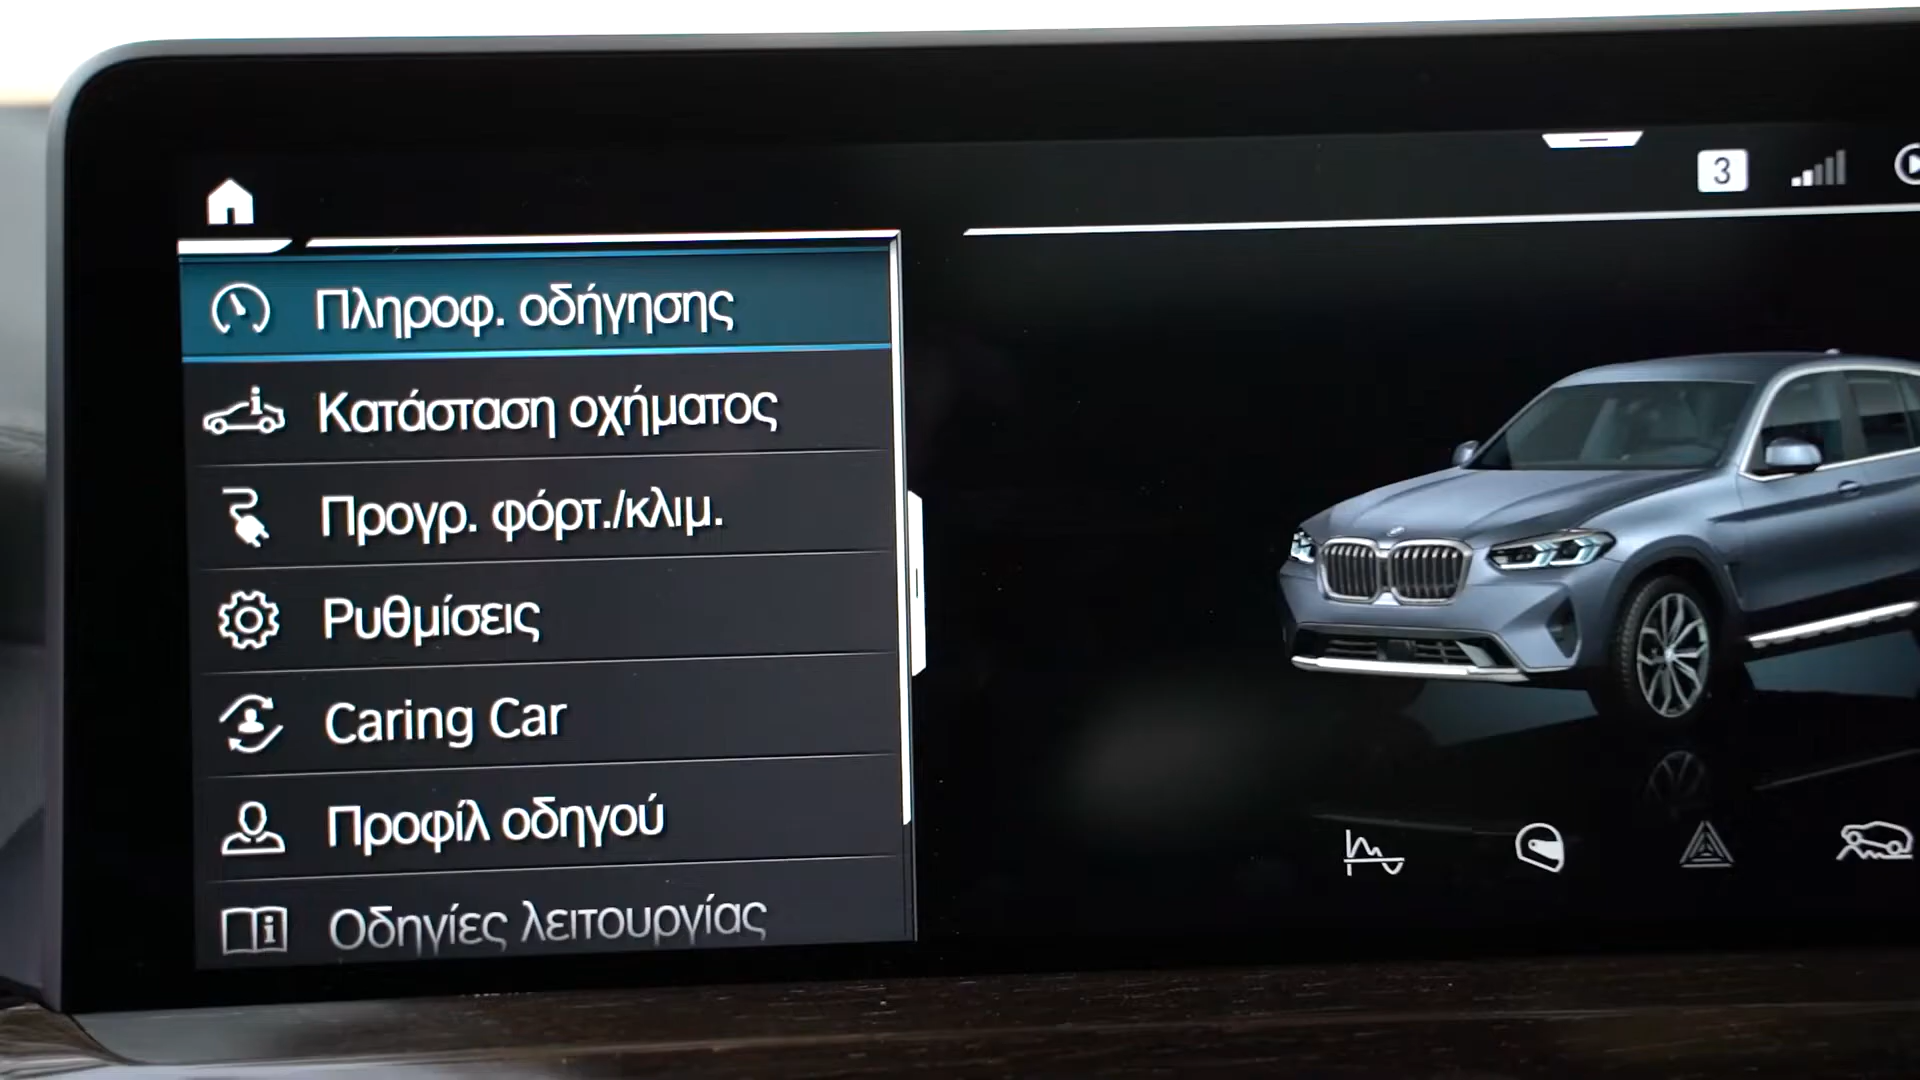 3
Πληροφ. οδήγησης
Κατάσταση οχήματος
Προγρ. φόρτ./κλιμ.
Ρυθμίσεις
Caring Car
Προφίλ οδηγού
Οδηγίες λειτουργίας